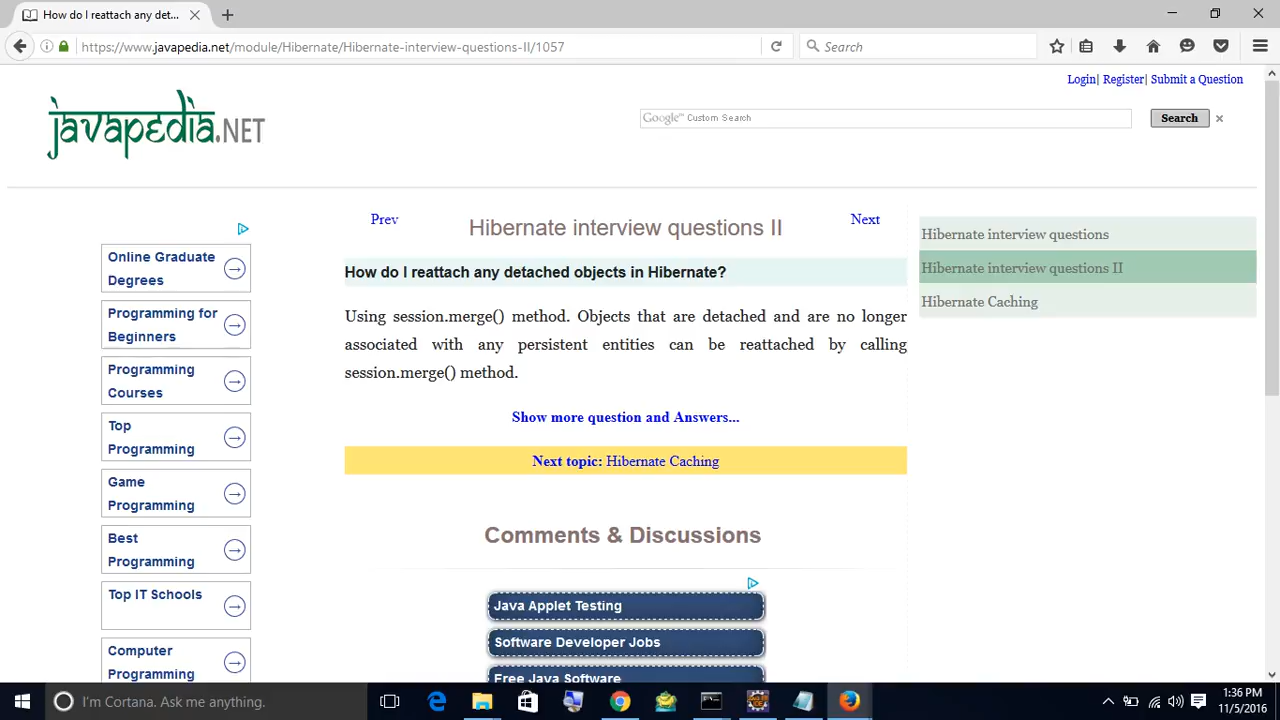 How do I reattach any det...
https://www.javapedia.net/module/Hibernate/Hibernate-interview-questions-II/1057
Search
Login| Register| Submit a Question
javapedia.NET
Google™ Custom Search
Search
×
Prev
Hibernate interview questions II
Next
How do I reattach any detached objects in Hibernate?
Using session.merge() method. Objects that are detached and are no longer
associated with any persistent entities can be reattached by calling
session.merge() method.
Show more question and Answers...
Next topic: Hibernate Caching
Comments & Discussions
Java Applet Testing
Software Developer Jobs
Free Java Software
Online Graduate
Degrees
Programming for
Beginners
Programming
Courses
Top
Programming
Game
Programming
Best
Programming
Top IT Schools
Computer
Programming
Hibernate interview questions
Hibernate interview questions II
Hibernate Caching
I'm Cortana. Ask me anything.
1:36 PM
11/5/2016